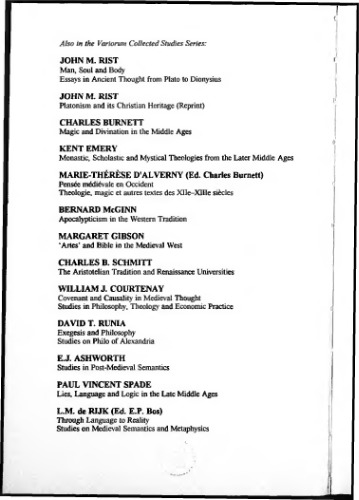 Also in the Variorum Collected Studies Series:
JOHN M. RIST
Man, Soul and Body
Essays in Ancient Thought from Plato to Dionysius
JOHN M. RIST
Platonism and its Christian Heritage (Reprint)
CHARLES BURNETT
Magic and Divination in the Middle Ages
KENT EMERY
Monastic, Scholastic and Mystical Theologies from the Later Middle Ages
MARIE-THÉRÈSE D'ALVERNY (Ed. Charles Burnett)
Pensée médiévale en Occident
Théologie, magic et autres textes des XIIe-XIIIe siècles
BERNARD McGINN
Apocalypticism in the Western Tradition
MARGARET GIBSON
'Artes' and Bible in the Medieval West
CHARLES B. SCHMITT
The Aristotelian Tradition and Renaissance Universities
WILLIAM J. COURTENAY
Covenant and Causality in Medieval Thought
Studies in Philosophy, Theology and Economic Practice
DAVID T. RUNIA
Exegesis and Philosophy
Studies on Philo of Alexandria
E.J. ASHWORTH
Studies in Post-Medieval Semantics
PAUL VINCENT SPADE
Lies, Language and Logic in the Late Middle Ages
L.M. de RIJK (Ed. E.P. Bos)
Through Language to Reality
Studies on Medieval Semantics and Metaphysics